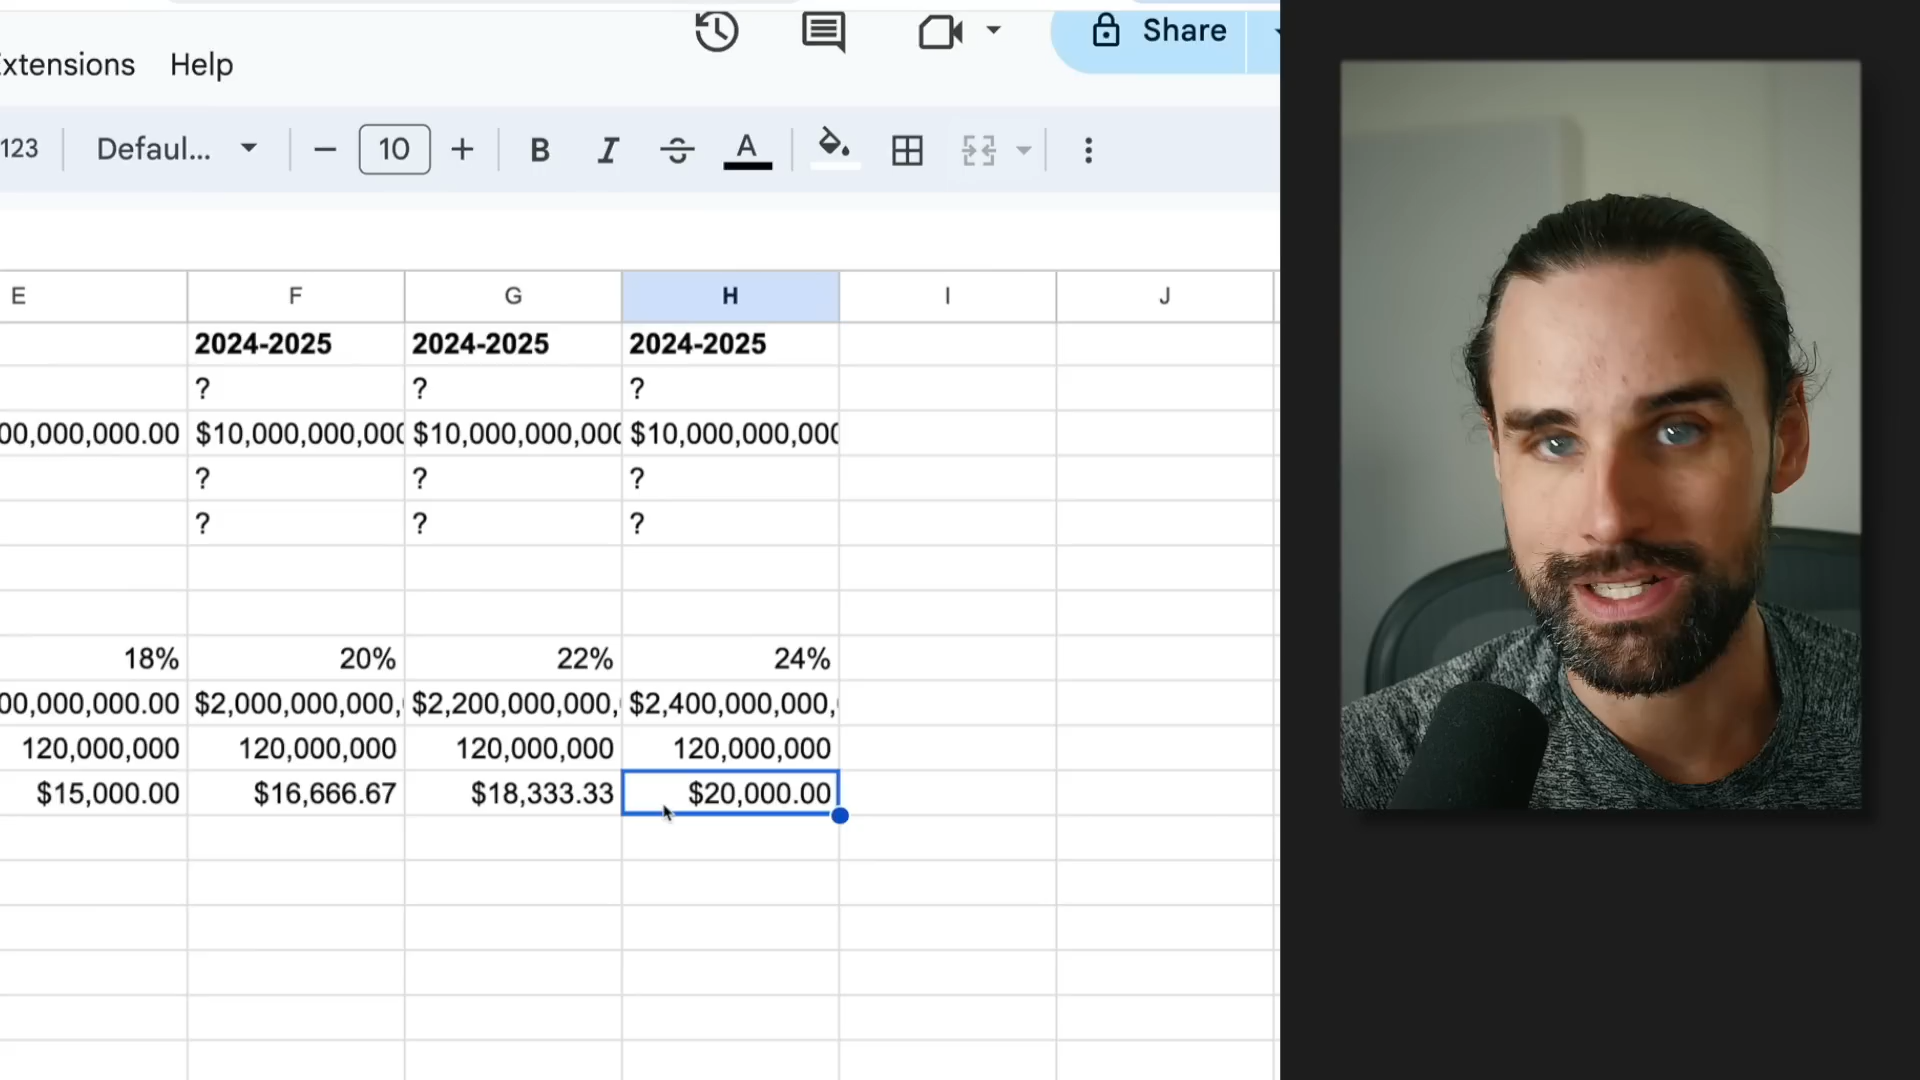 Share
xtensions Help
123 Defaul... − 10 + B I S A
E F G H I J
2024-2025 2024-2025 2024-2025
? ? ?
00,000,000.00 $10,000,000,000 $10,000,000,000 $10,000,000,000
? ? ?
? ? ?
18% 20% 22% 24%
00,000,000.00 $2,000,000,000, $2,200,000,000, $2,400,000,000,
120,000,000 120,000,000 120,000,000 120,000,000
$15,000.00 $16,666.67 $18,333.33 $20,000.00